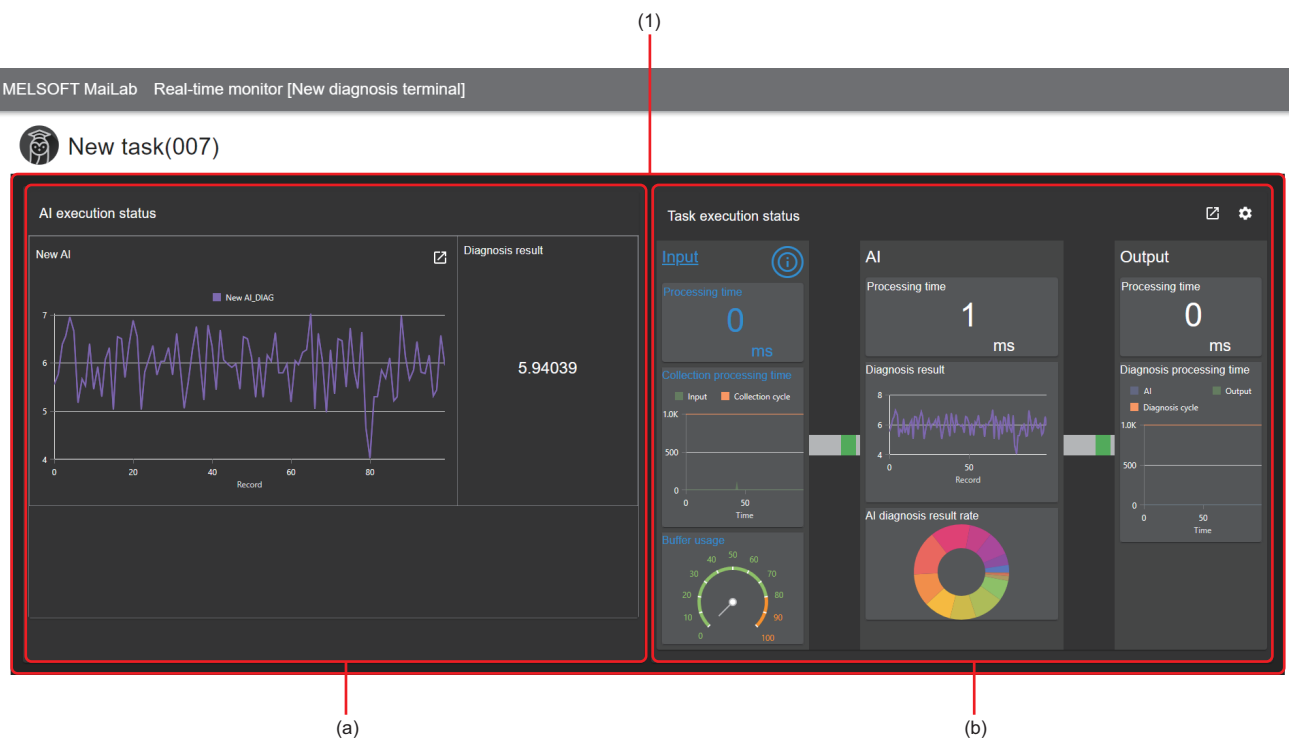 (1)
MELSOFT MaiLab Real-time monitor [New diagnosis terminal]
New task(007)
AI execution status
New AI
New AI_DIAG
7
6
5
4
0 20 40 60 80
Record
Diagnosis result
5.94039
Task execution status
Input
Processing time
0
ms
Collection processing time
Input Collection cycle
1.0K
500
0
0 50
Time
Buffer usage
0 10 20 30 40 50 60 70 80 90 100
AI
Processing time
1
ms
Diagnosis result
8
6
4
0 50
Record
AI diagnosis result rate
Output
Processing time
0
ms
Diagnosis processing time
AI Output
Diagnosis cycle
1.0K
500
0
0 50
Time
(a)
(b)